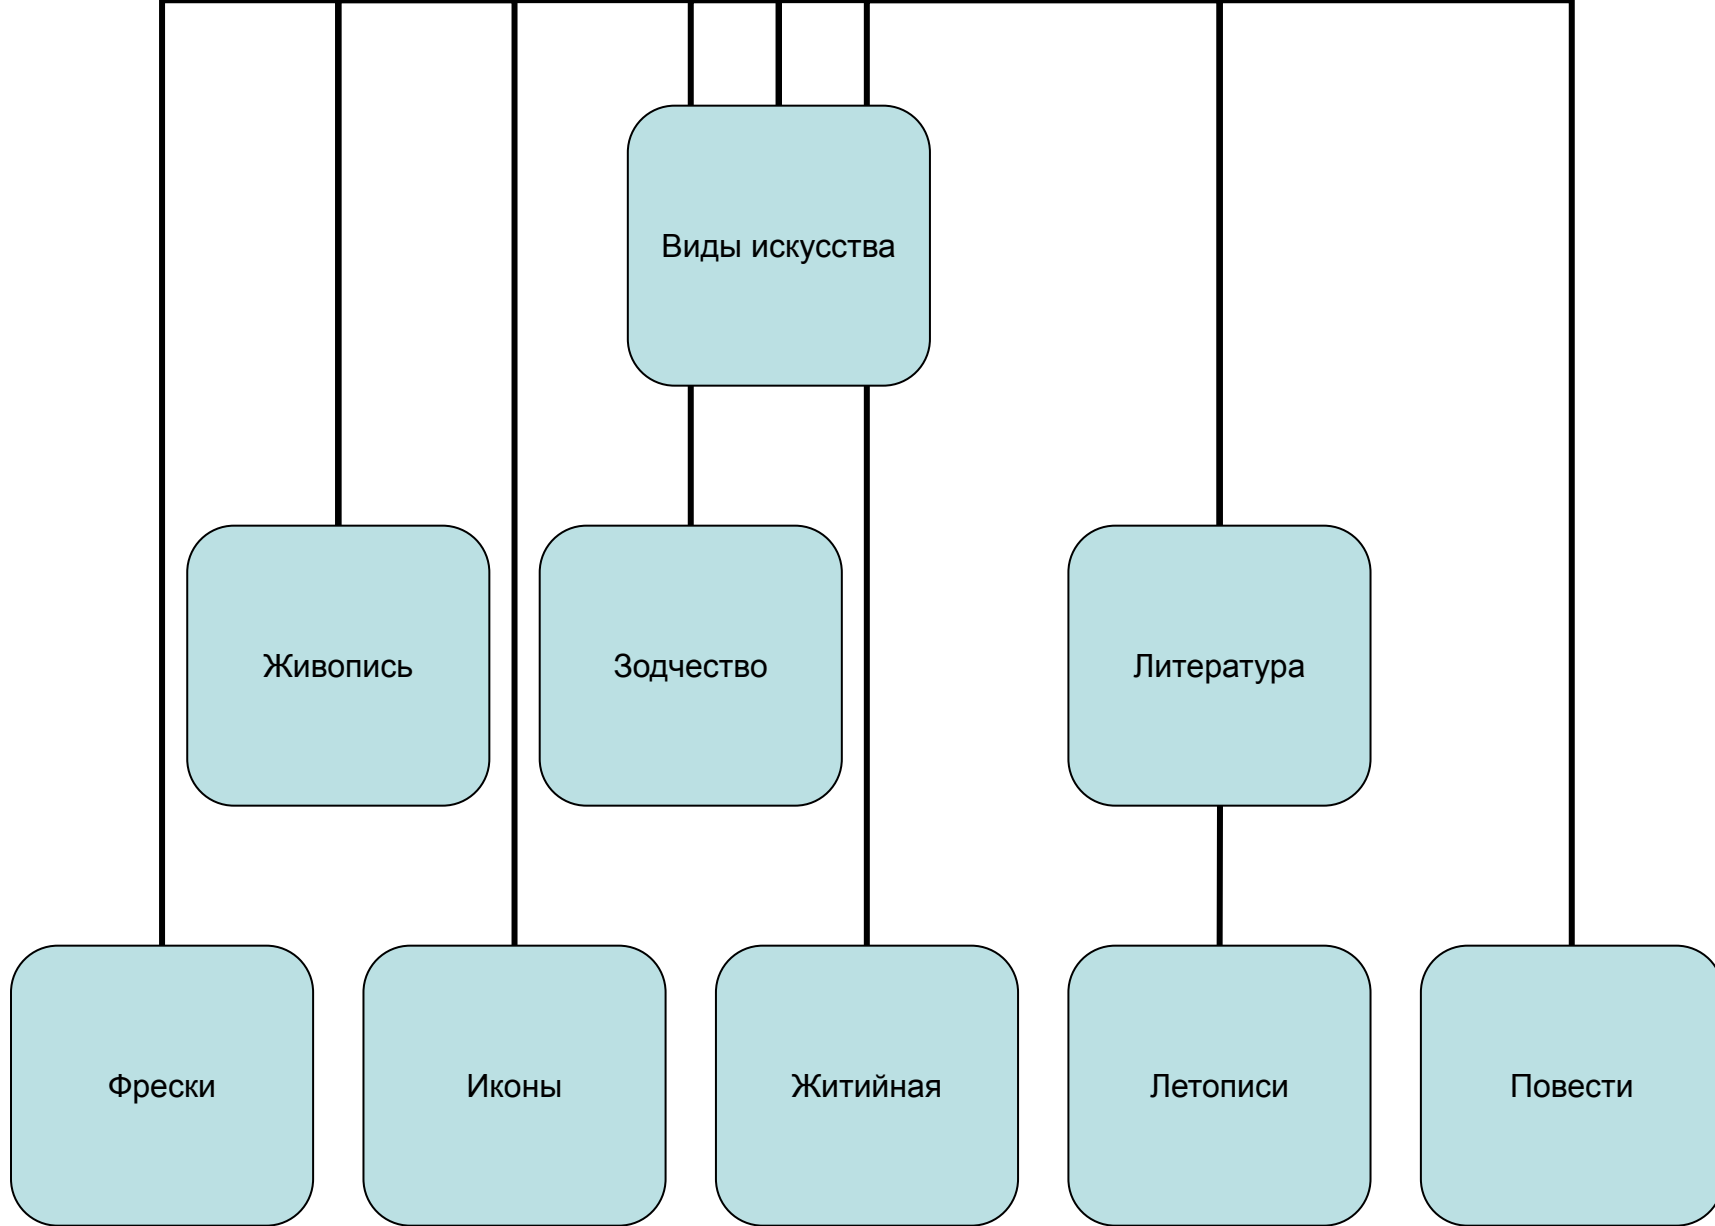 Виды искусства
Живопись
Зодчество
Литература
Фрески
Иконы
Житийная
Летописи
Повести